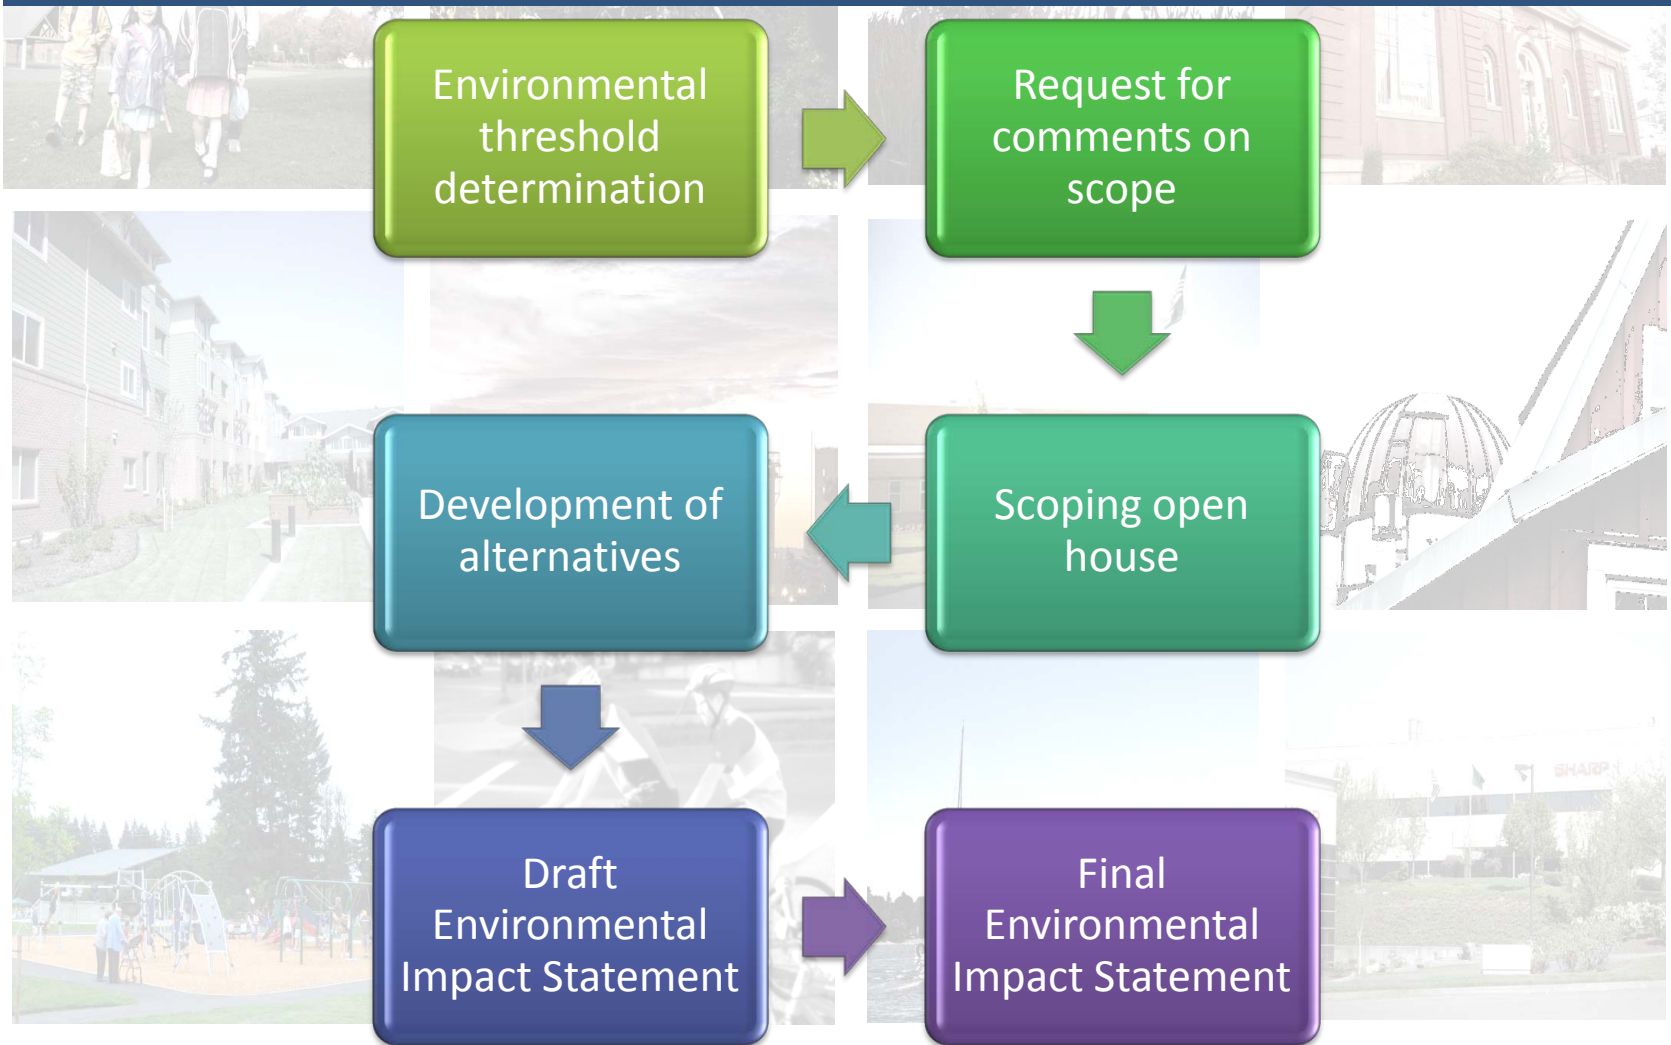 Environmental
threshold
determination
Request for
comments on
scope
Scoping open
house
Development of
alternatives
SHARP
Draft
Environmental
Impact Statement
Final
Environmental
Impact Statement